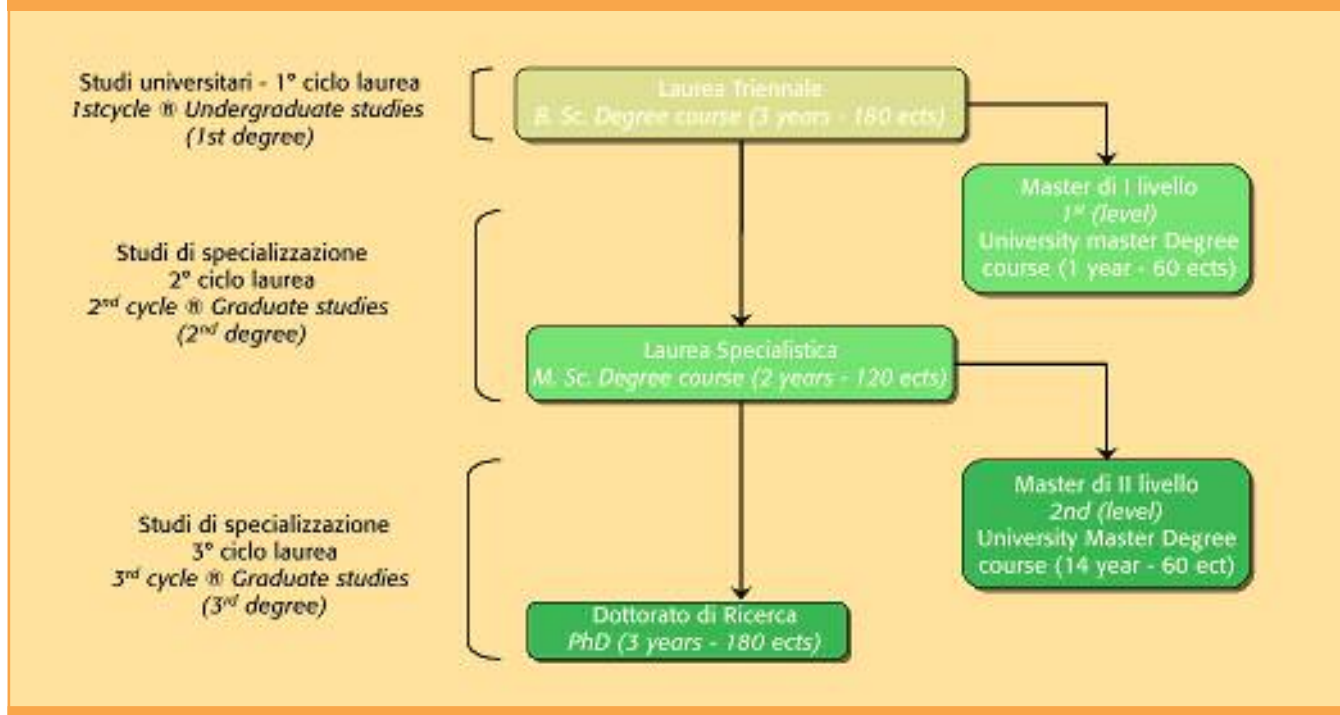 Studi universitari - 1° ciclo laurea
1stcycle ® Undergraduate studies
(1st degree)
Laurea Triennale
B. Sc. Degree course (3 years - 180 ects)
Master di I livello
1st (level)
University master Degree
course (1 year - 60 ects)
Studi di specializzazione
2° ciclo laurea
2nd cycle ® Graduate studies
(2nd degree)
Laurea Specialistica
M. Sc. Degree course (2 years - 120 ects)
Master di II livello
2nd (level)
University Master Degree
course (14 year - 60 ect)
Studi di specializzazione
3° ciclo laurea
3rd cycle ® Graduate studies
(3rd degree)
Dottorato di Ricerca
PhD (3 years - 180 ects)